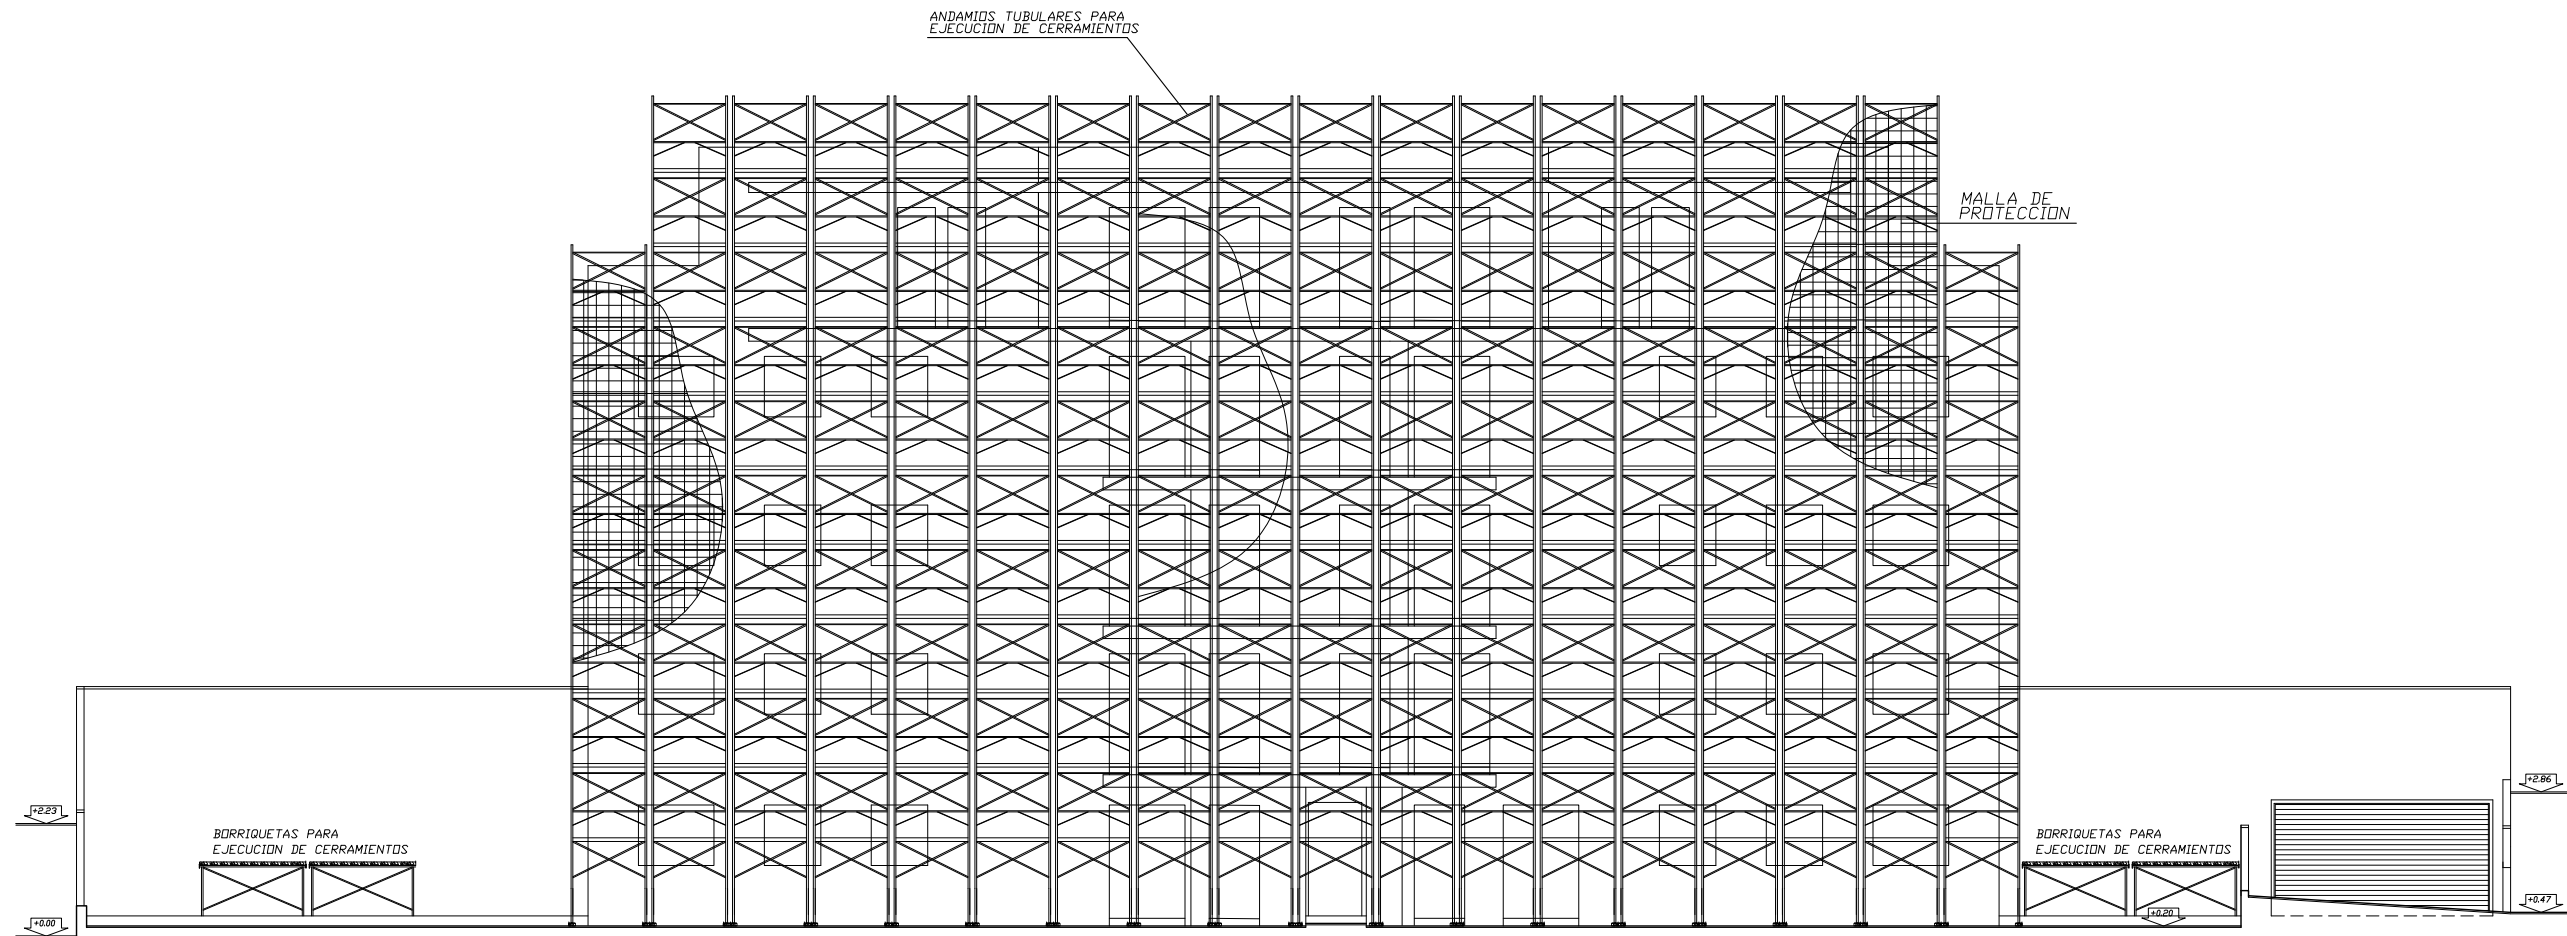 ANDAMIOS TUBULARES PARA
EJECUCION DE CERRAMIENTOS
MALLA DE
PROTECCION
+2.23
BORRIQUETAS PARA
EJECUCION DE CERRAMIENTOS
+0.00
BORRIQUETAS PARA
EJECUCION DE CERRAMIENTOS
+0.20
+2.86
+0.47